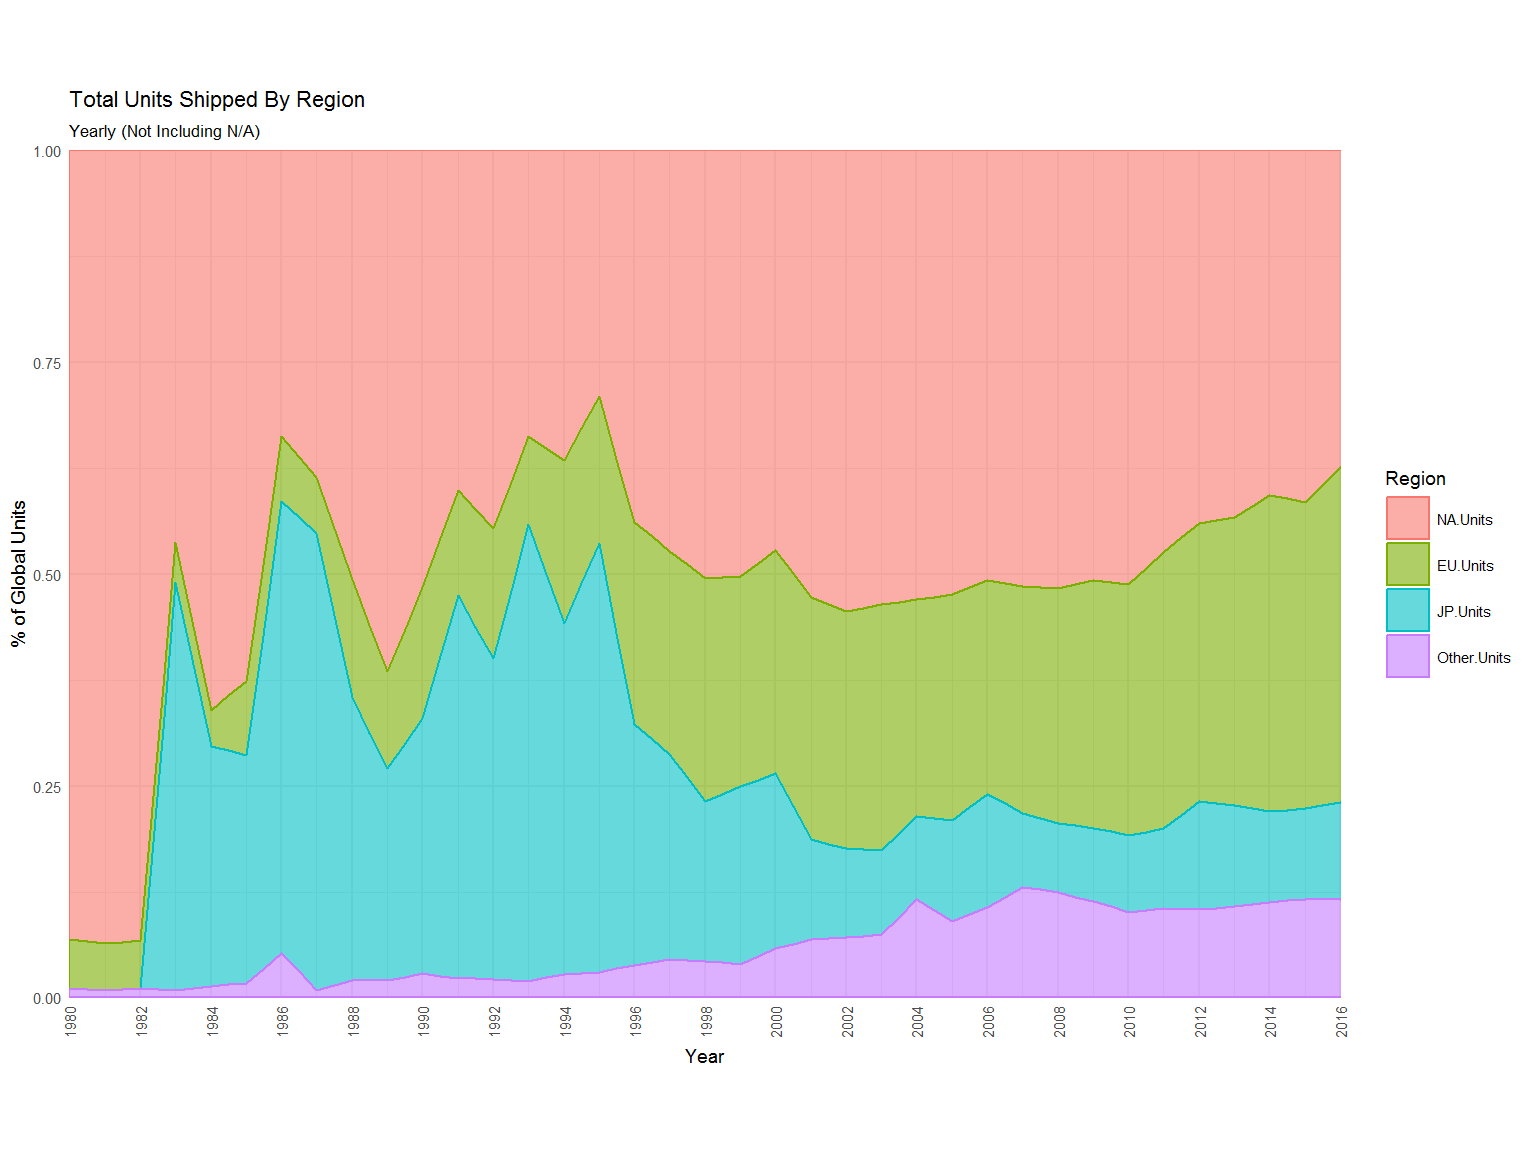 Total Units Shipped By Region
Yearly (Not Including N/A)
1.00
0.75
0.50
0.25
0.00
% of Global Units
1980
1982
1984
1986
1988
1990
1992
1994
1996
1998
2000
2002
2004
2006
2008
2010
2012
2014
2016
Year
Region
NA.Units
EU.Units
JP.Units
Other.Units